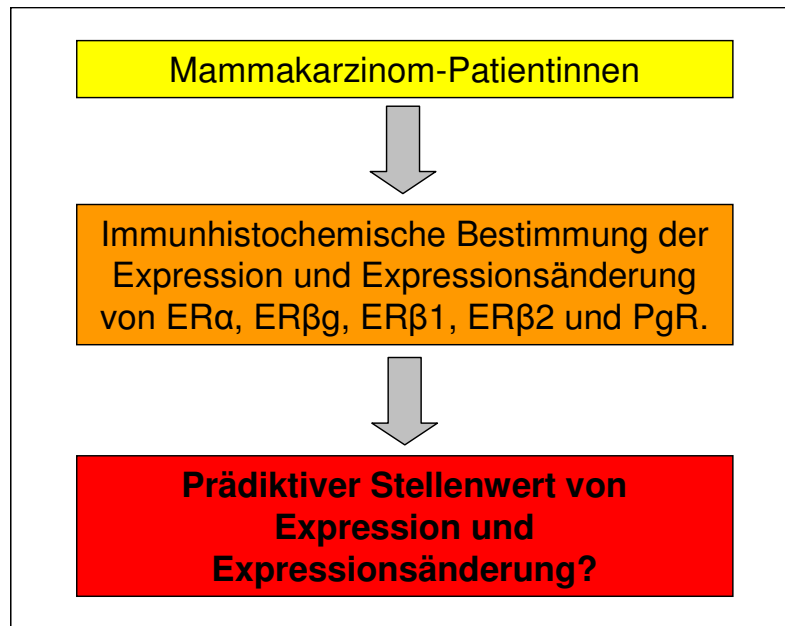 Mammakarzinom-Patientinnen
Immunhistochemische Bestimmung der
Expression und Expressionsänderung
von ERα, ERβg, ERβ1, ERβ2 und PgR.
Prädiktiver Stellenwert von
Expression und
Expressionsänderung?